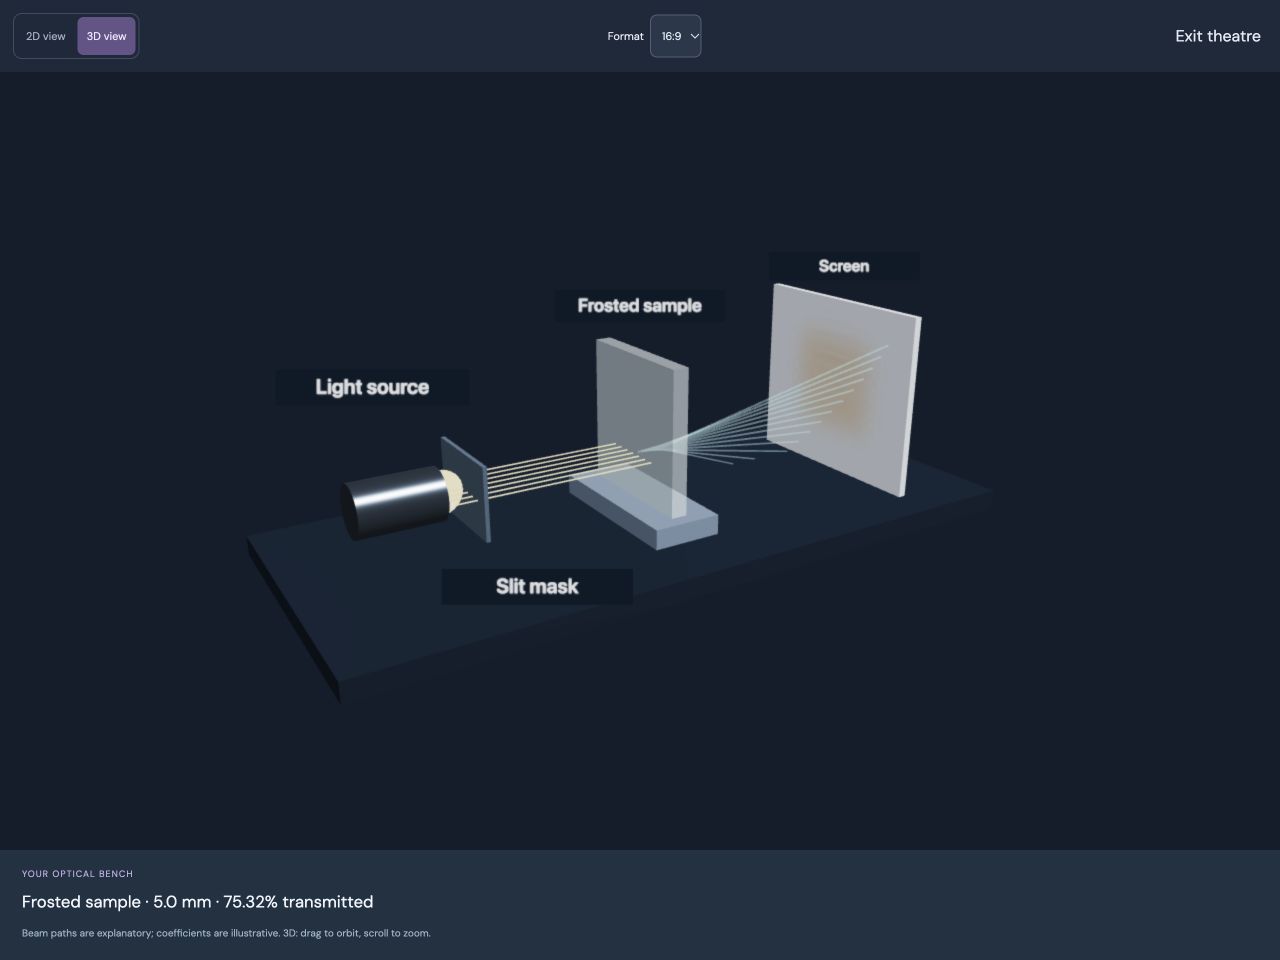 2D view
3D view
Format
16:9
Exit theatre
Screen
Frosted sample
Light source
Slit mask
YOUR OPTICAL BENCH
Frosted sample · 5.0 mm · 75.32% transmitted
Beam paths are explanatory; coefficients are illustrative. 3D: drag to orbit, scroll to zoom.